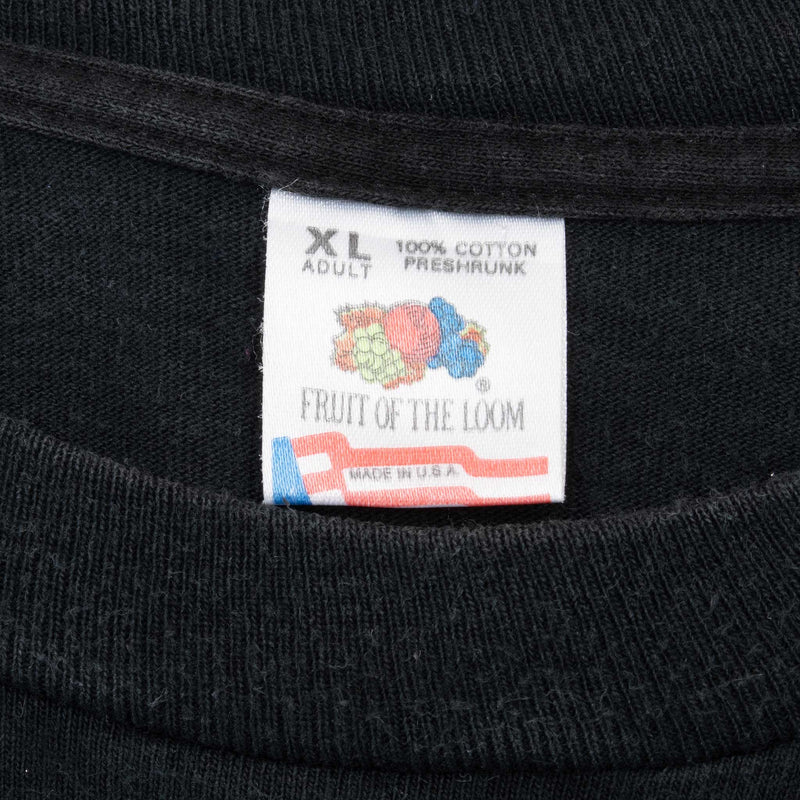 XL 100% COTTON
ADULT PRESHRUNK
®
FRUIT OF THE LOOM
MADE IN U.S.A.